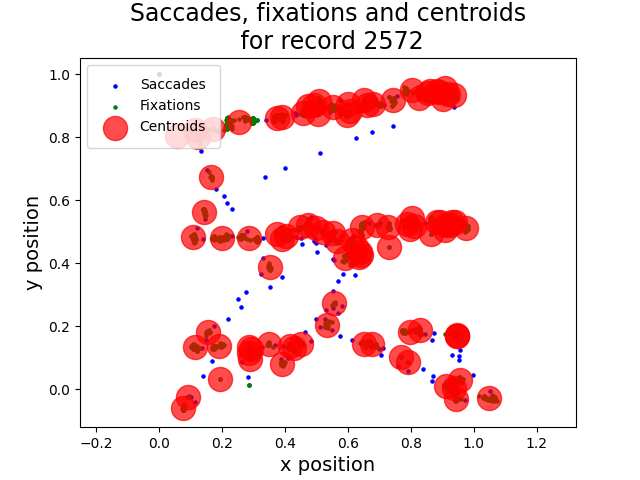 Saccades, fixations and centroids
for record 2572
Saccades
Fixations
Centroids
1.0
0.8
0.6
0.4
0.2
0.0
y position
−0.2
0.0
0.2
0.4
0.6
0.8
1.0
1.2
x position